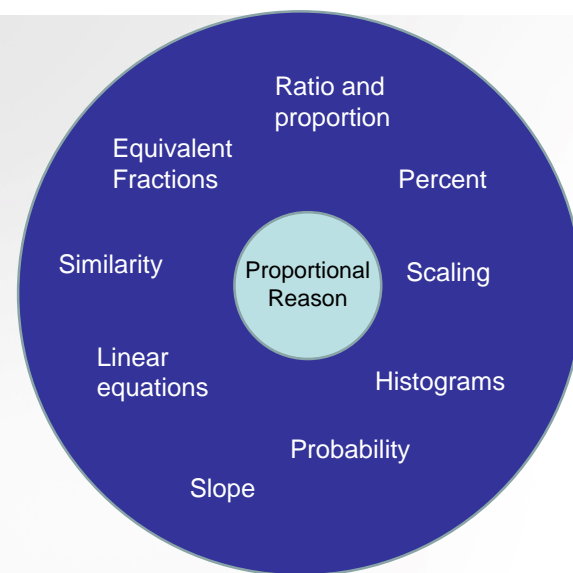 Ratio and
proportion
Equivalent
Fractions
Percent
Similarity
Proportional
Reason
Scaling
Linear
equations
Histograms
Probability
Slope